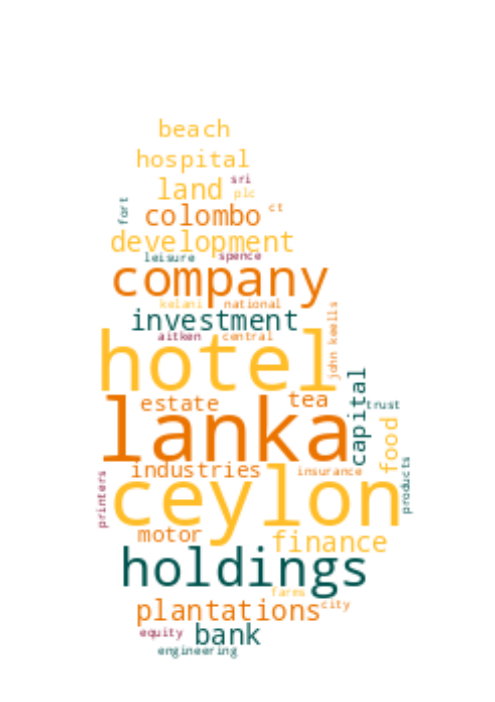 beach
hospital
land sri
plc
fort
colombo ct
development
leisure spence
company
kelani national
investment
aitken central
john keells
hotel
capital
estate tea trust
lanka
food
industries insurance
products
printers
ceylon
motor
finance
holdings
farms
plantations city
equity bank
engineering